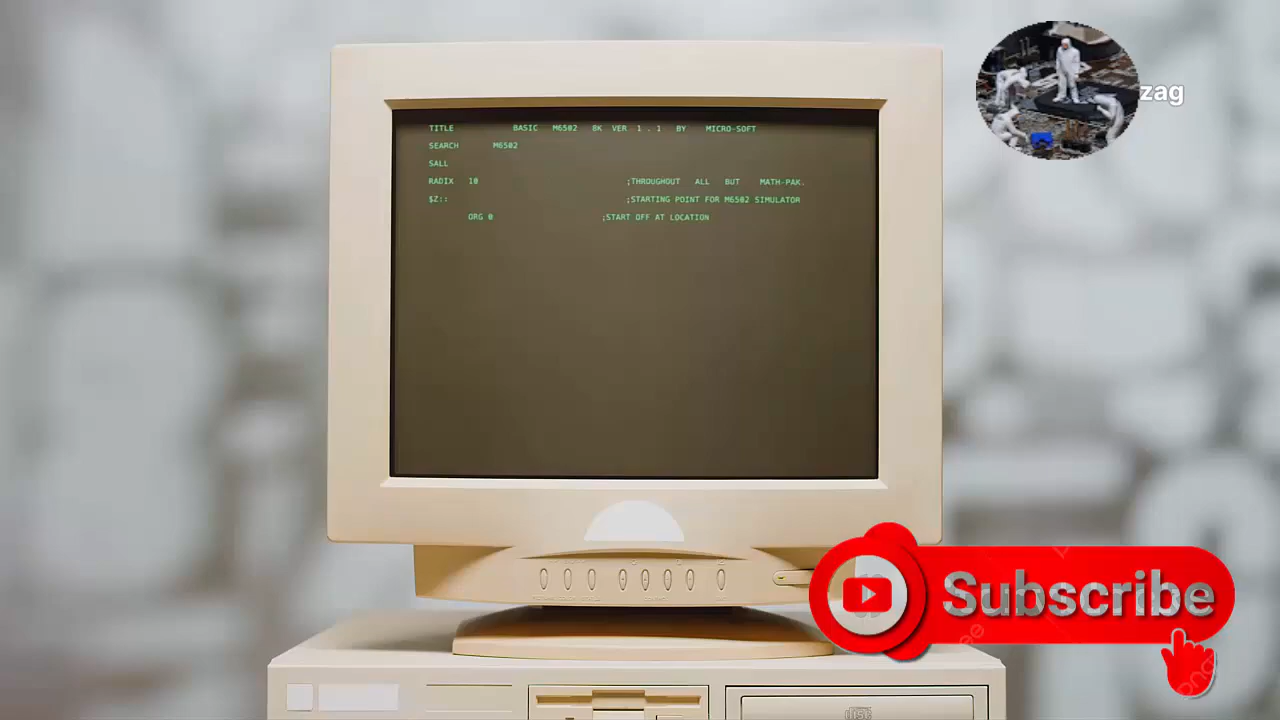 zag
TITLE BASIC M6502 8K VER 1.1 BY MICRO-SOFT
SEARCH M6502
SALL
RADIX 10 ;THROUGHOUT ALL BUT MATH-PAK.
$Z:: ;STARTING POINT FOR M6502 SIMULATOR
ORG 0 ;START OFF AT LOCATION
Subscribe